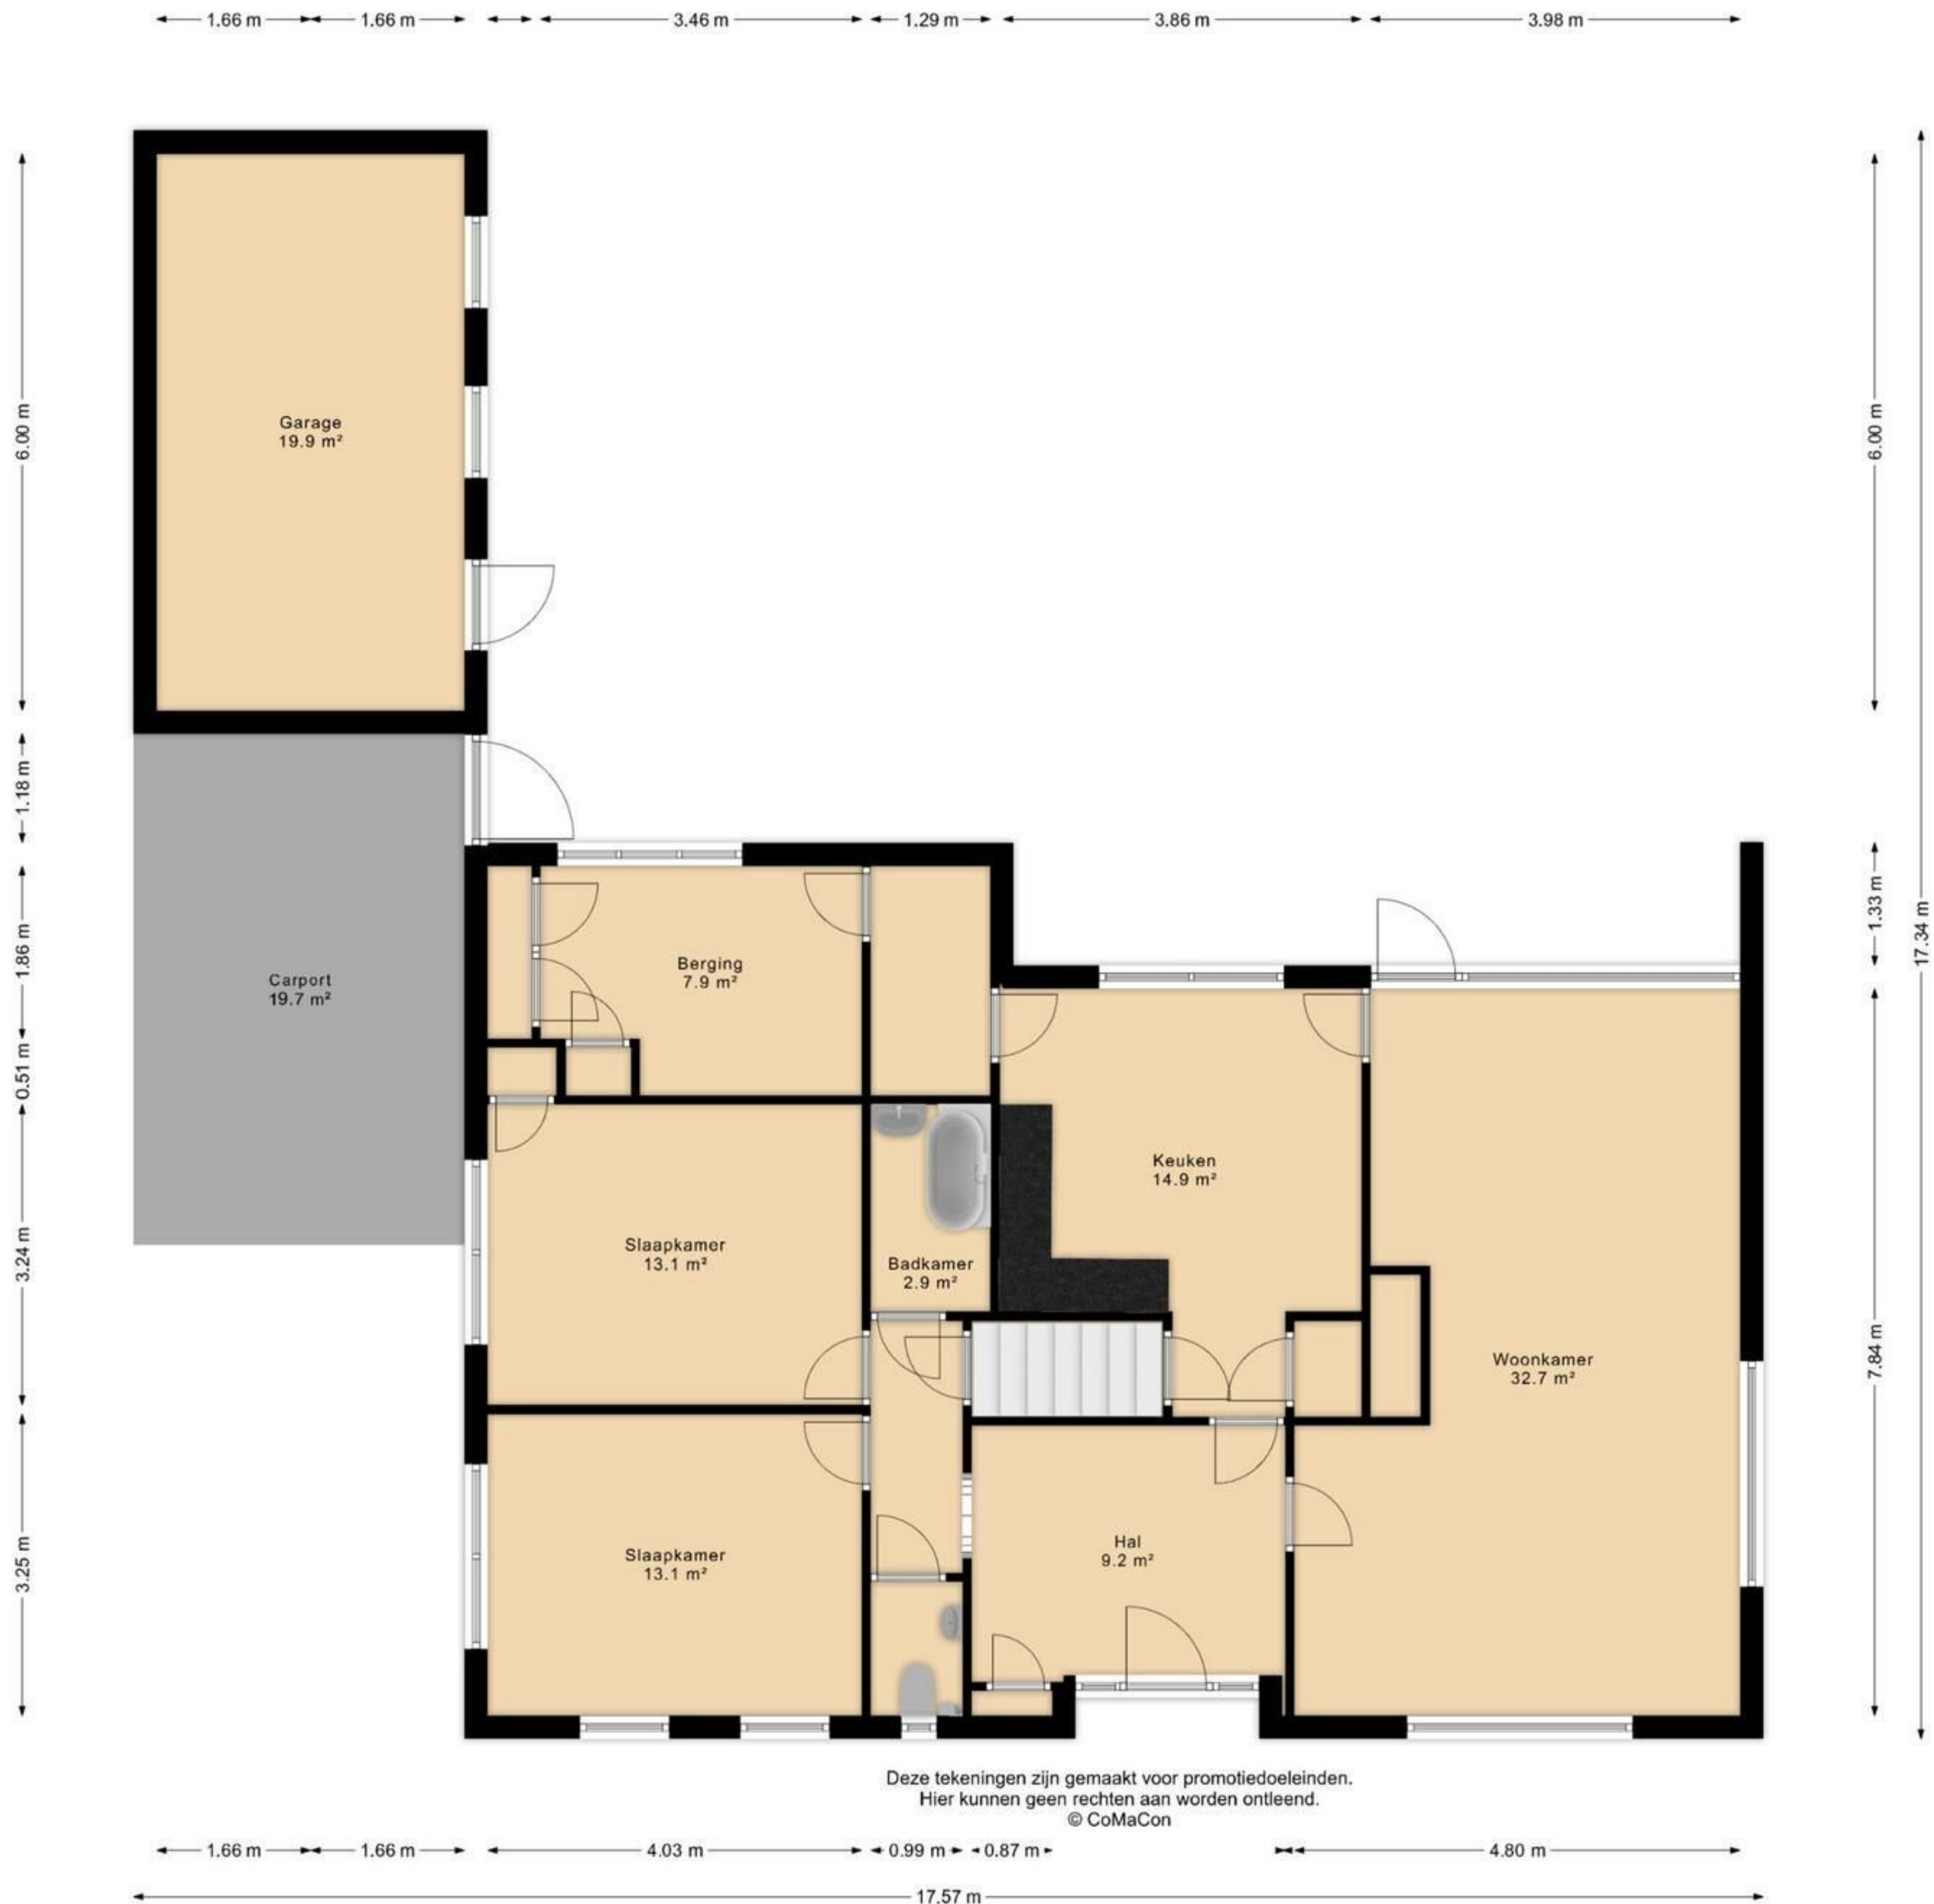 1.66 m 1.66 m 3.46 m 1.29 m 3.86 m 3.98 m
Garage
19.9 m²
6.00 m
6.00 m
1.18 m
1.33 m
17.34 m
1.86 m
Berging
7.9 m²
Carport
19.7 m²
0.51 m
Keuken
14.9 m²
Slaapkamer
13.1 m²
Badkamer
2.9 m²
3.24 m
7.84 m
Woonkamer
32.7 m²
Hal
9.2 m²
Slaapkamer
13.1 m²
3.25 m
Deze tekeningen zijn gemaakt voor promotiedoeleinden.
Hier kunnen geen rechten aan worden ontleend.
© CoMaCon
1.66 m 1.66 m 4.03 m 0.99 m 0.87 m 4.80 m
17.57 m